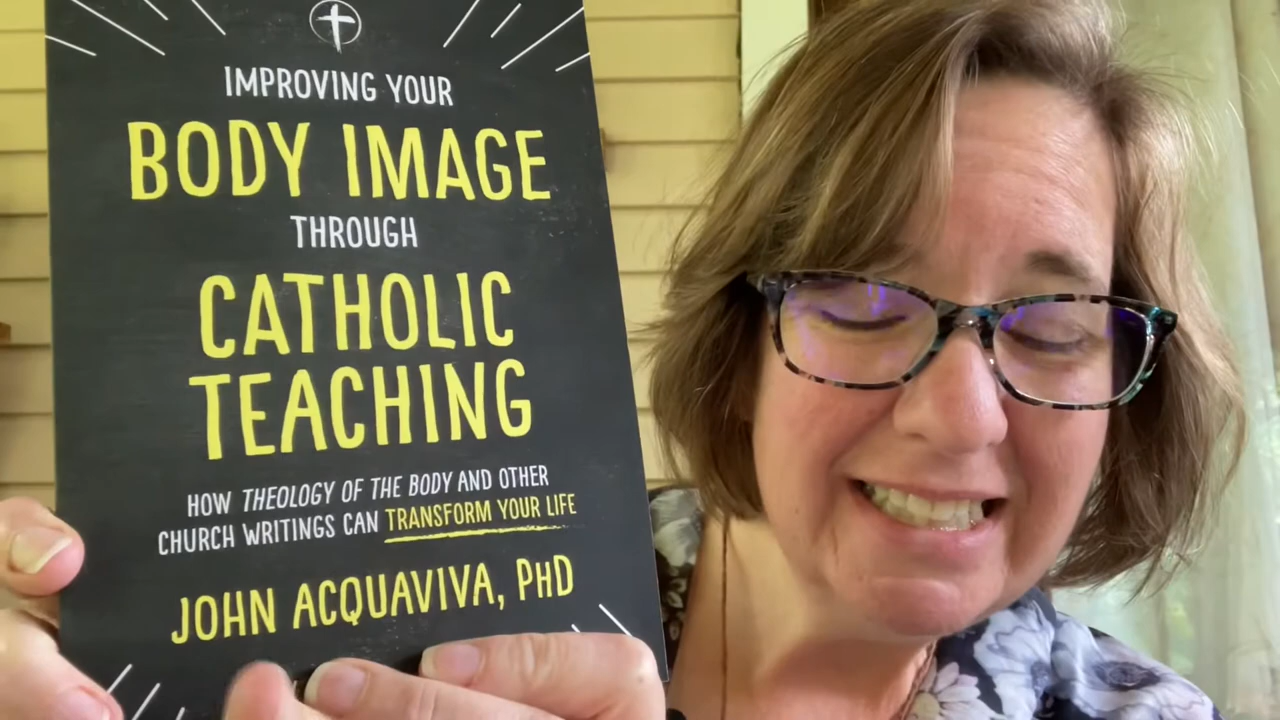 IMPROVING YOUR
BODY IMAGE
THROUGH
CATHOLIC
TEACHING
HOW THEOLOGY OF THE BODY AND OTHER
CHURCH WRITINGS CAN TRANSFORM YOUR LIFE
JOHN ACQUAVIVA, PHD